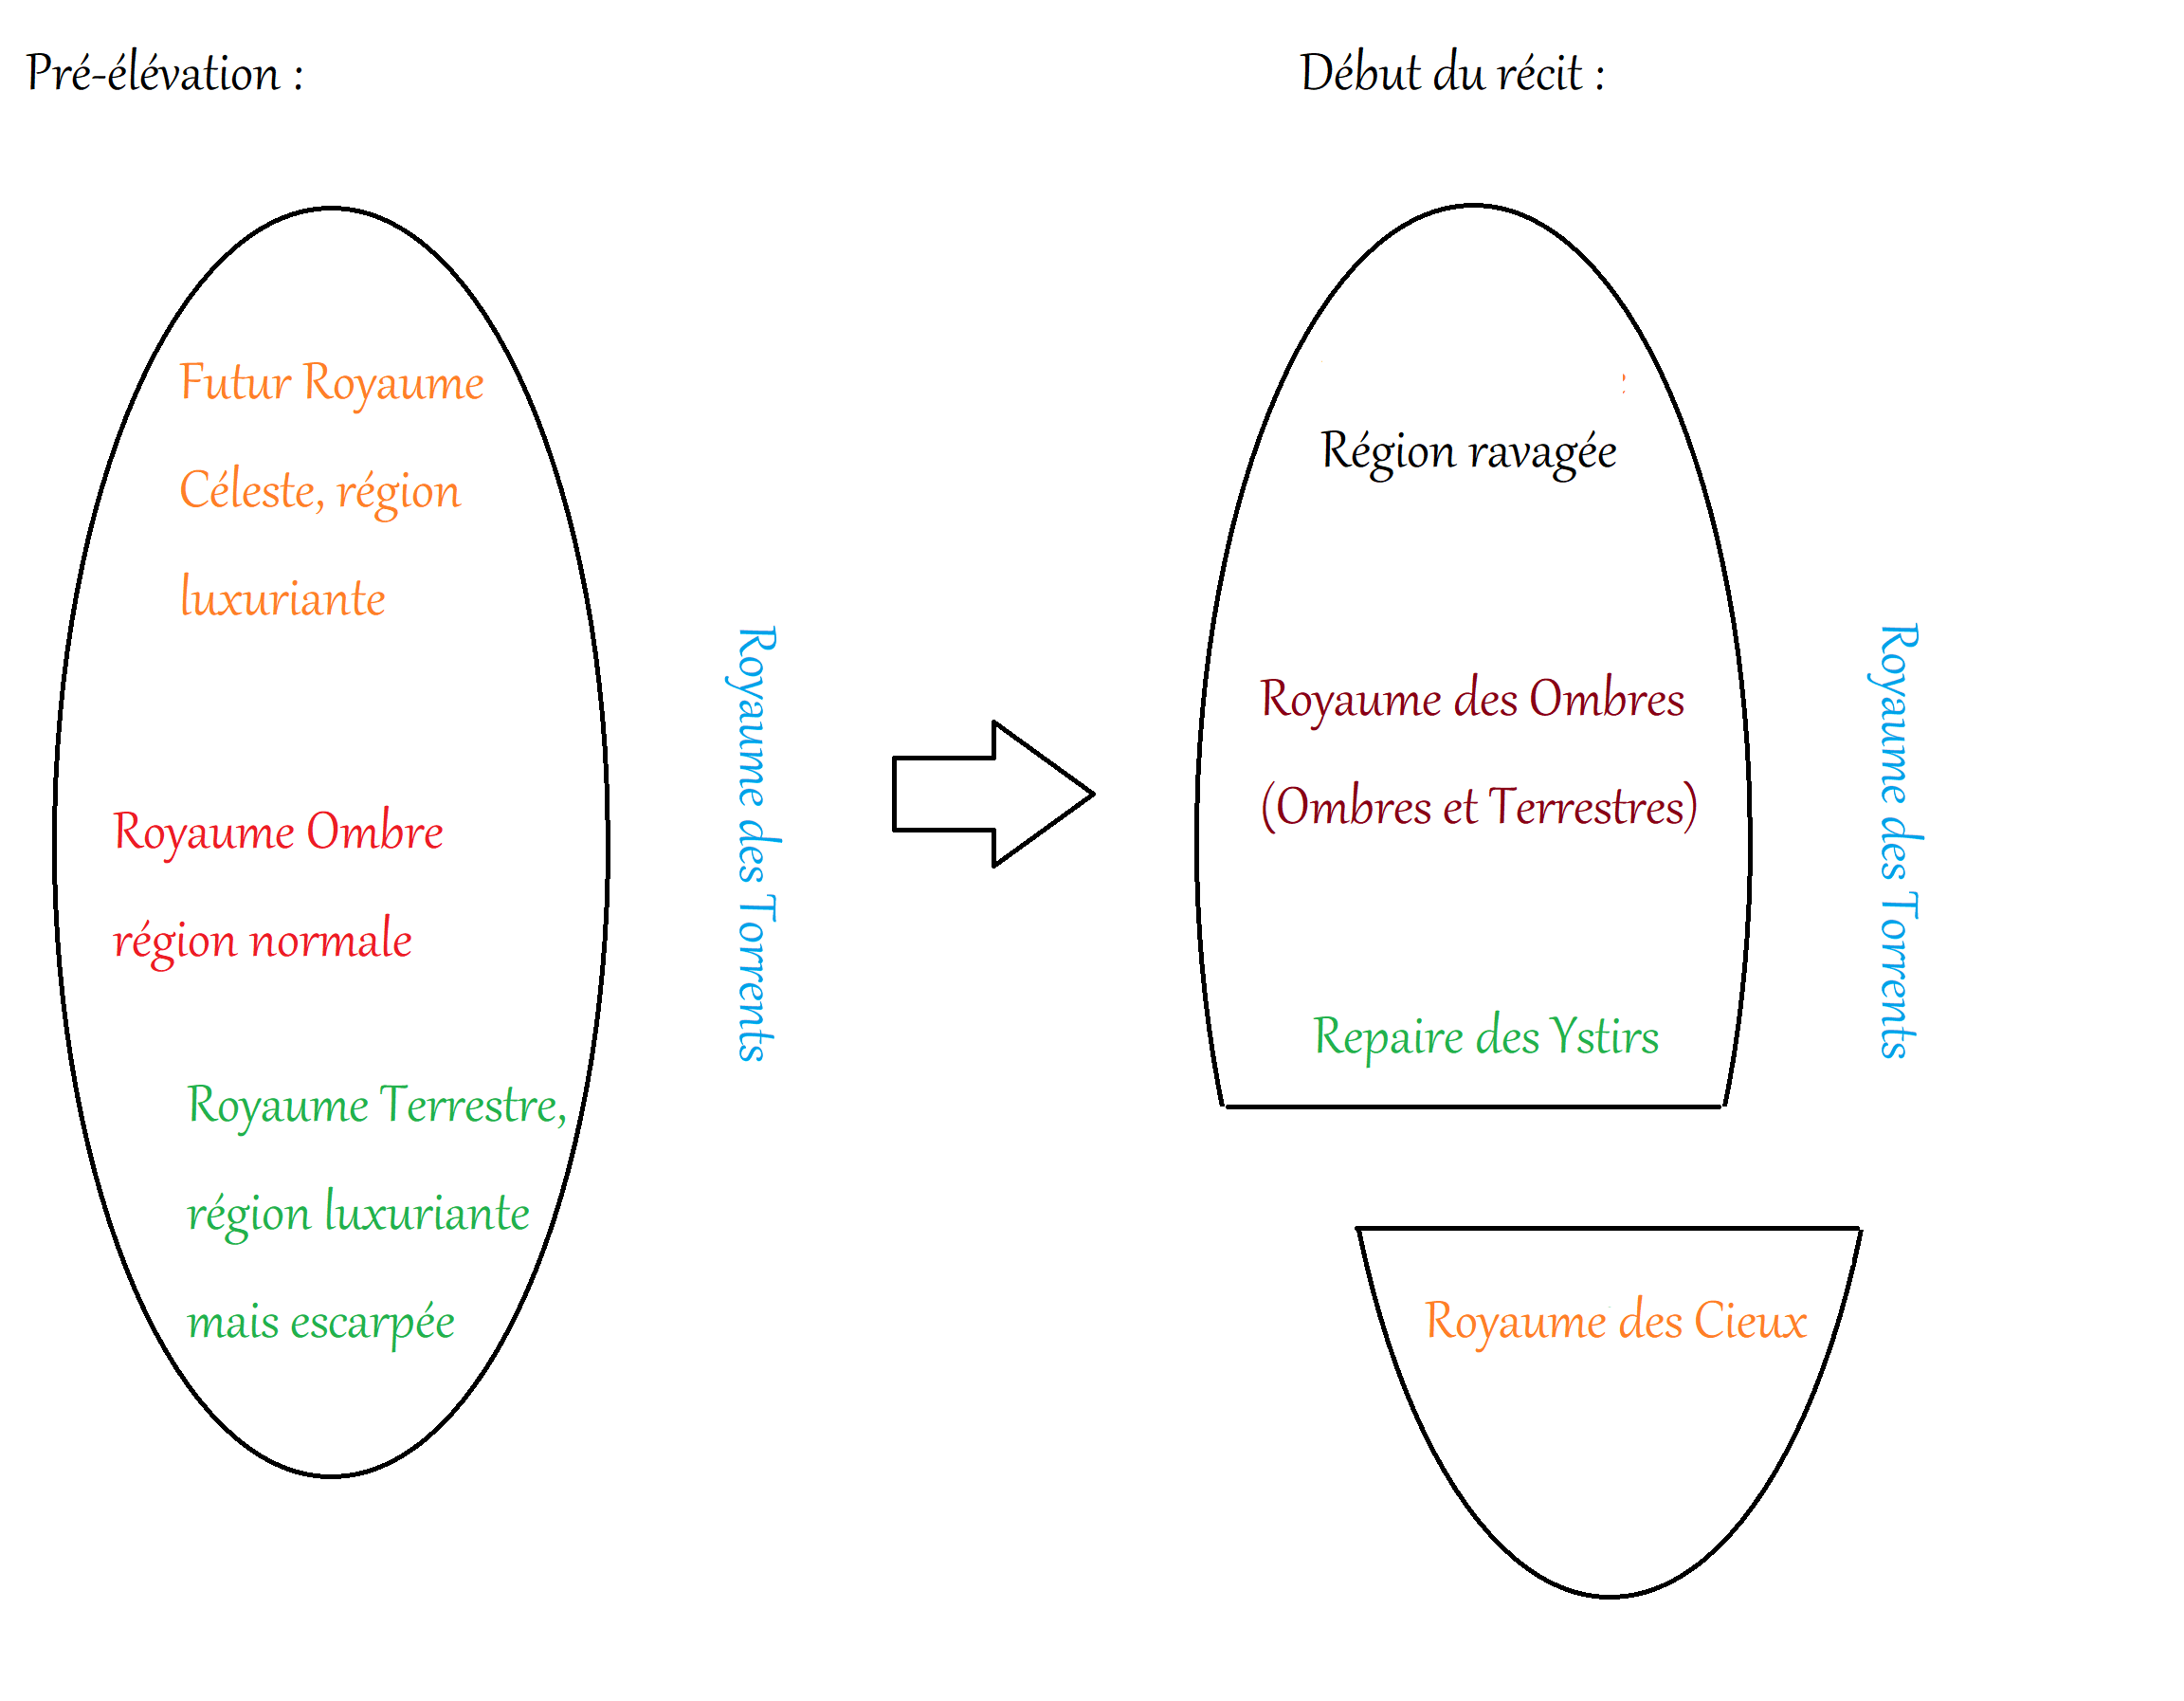 Pré-élévation :
Futur Royaume
Céleste, région
luxuriante
Royaume Ombre
région normale
Royaume Terrestre,
région luxuriante
mais escarpée
Royaume des Torrents
Début du récit :
:
Région ravagée
Royaume des Ombres
(Ombres et Terrestres)
Repaire des Ystirs
Royaume des Cieux
Royaume des Torrents